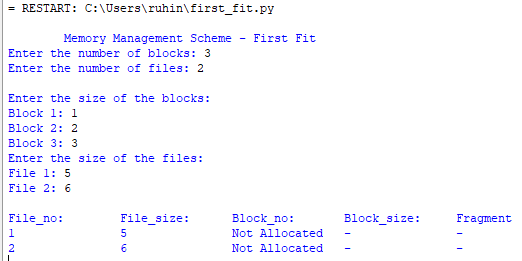 = RESTART: C:\Users\ruhin\first_fit.py
Memory Management Scheme - First Fit
Enter the number of blocks: 3
Enter the number of files: 2
Enter the size of the blocks:
Block 1: 1
Block 2: 2
Block 3: 3
Enter the size of the files:
File 1: 5
File 2: 6
File_no: File_size: Block_no: Block_size: Fragment
1 5 Not Allocated - -
2 6 Not Allocated - -